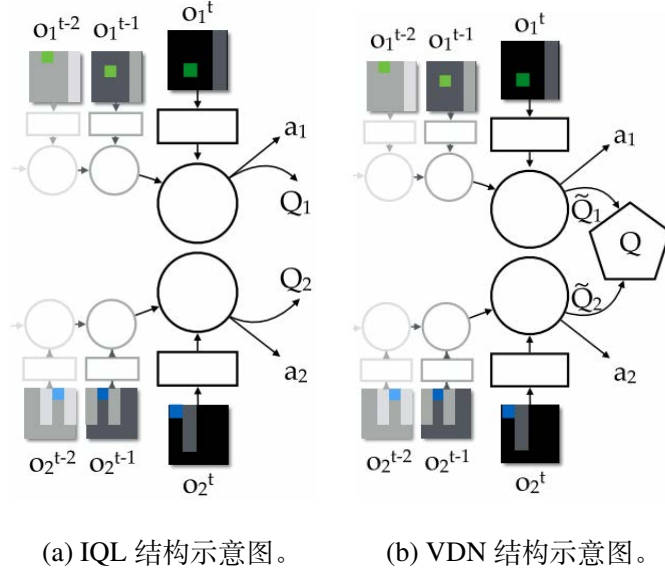 o₁ᵗ⁻² o₁ᵗ⁻¹ o₁ᵗ
a₁
Q₁
Q₂
a₂
o₂ᵗ⁻² o₂ᵗ⁻¹ o₂ᵗ
(a) IQL 结构示意图。
o₁ᵗ⁻² o₁ᵗ⁻¹ o₁ᵗ
a₁
Q̃₁
Q
Q̃₂
a₂
o₂ᵗ⁻² o₂ᵗ⁻¹ o₂ᵗ
(b) VDN 结构示意图。